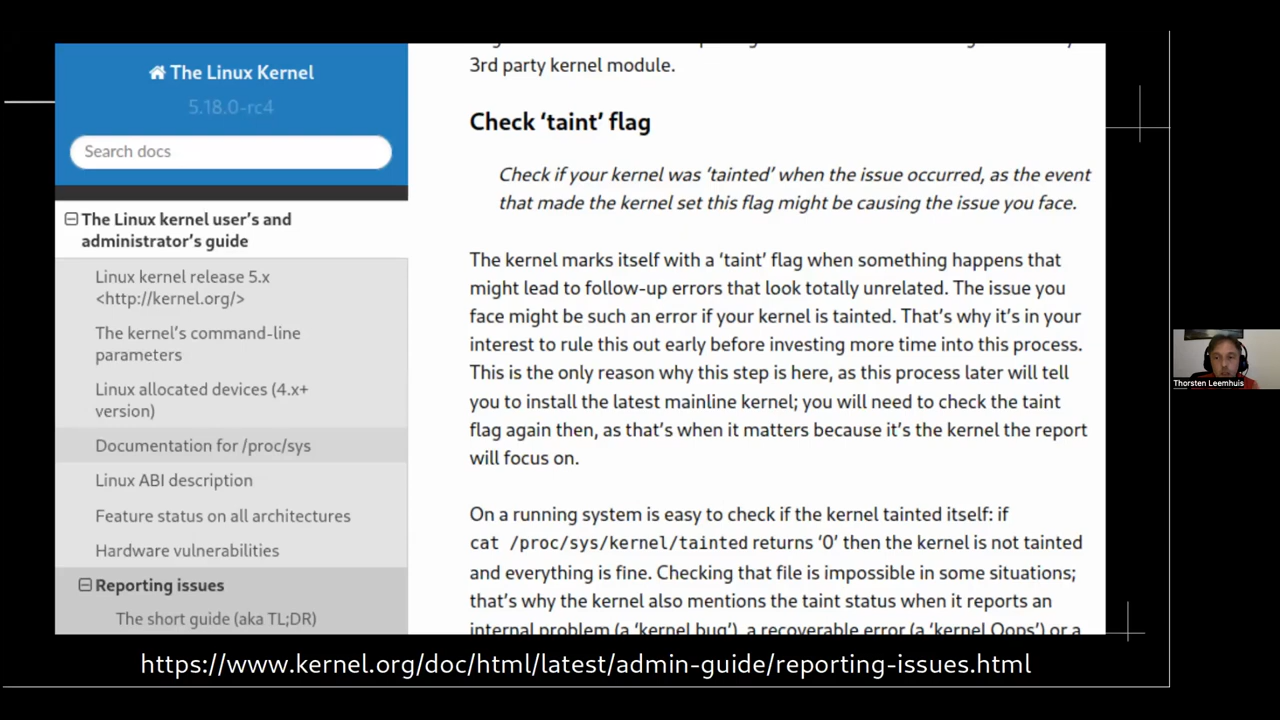 The Linux Kernel
5.18.0-rc4
Search docs
The Linux kernel user's and
administrator's guide
Linux kernel release 5.x
<http://kernel.org/>
The kernel's command-line
parameters
Linux allocated devices (4.x+
version)
Documentation for /proc/sys
Linux ABI description
Feature status on all architectures
Hardware vulnerabilities
Reporting issues
The short guide (aka TL;DR)
3rd party kernel module.
Check ‘taint’ flag
Check if your kernel was ‘tainted’ when the issue occurred, as the event
that made the kernel set this flag might be causing the issue you face.
The kernel marks itself with a ‘taint’ flag when something happens that
might lead to follow-up errors that look totally unrelated. The issue you
face might be such an error if your kernel is tainted. That’s why it’s in your
interest to rule this out early before investing more time into this process.
This is the only reason why this step is here, as this process later will tell
you to install the latest mainline kernel; you will need to check the taint
flag again then, as that’s when it matters because it’s the kernel the report
will focus on.
On a running system is easy to check if the kernel tainted itself: if
cat /proc/sys/kernel/tainted returns ‘0’ then the kernel is not tainted
and everything is fine. Checking that file is impossible in some situations;
that’s why the kernel also mentions the taint status when it reports an
internal problem (a ‘kernel bug’), a recoverable error (a ‘kernel Oops’) or a
https://www.kernel.org/doc/html/latest/admin-guide/reporting-issues.html
Thorsten Leemhuis